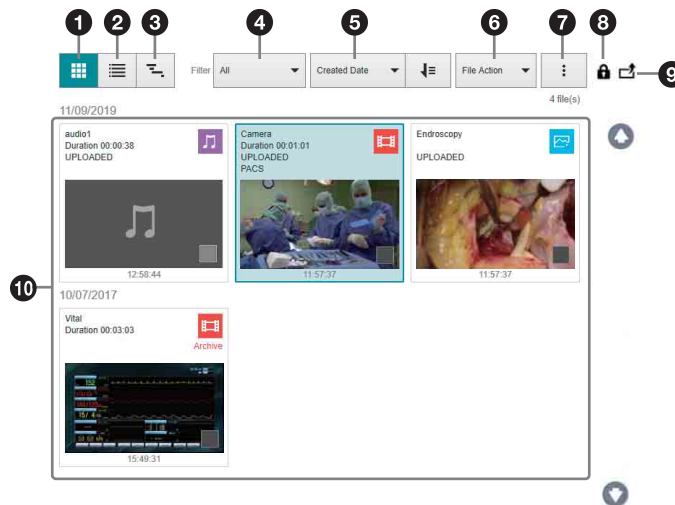 1 2 3 4 5 6 7 8
Filter All Created Date File Action 9
4 file(s)
11/09/2019
audio1 Camera Endroscopy
Duration 00:00:38 Duration 00:01:01
UPLOADED UPLOADED UPLOADED
PACS
12:58:44 11:57:37 11:57:37
10
10/07/2017
Vital
Duration 00:03:03
Archive
152
15/ 4
15:49:31